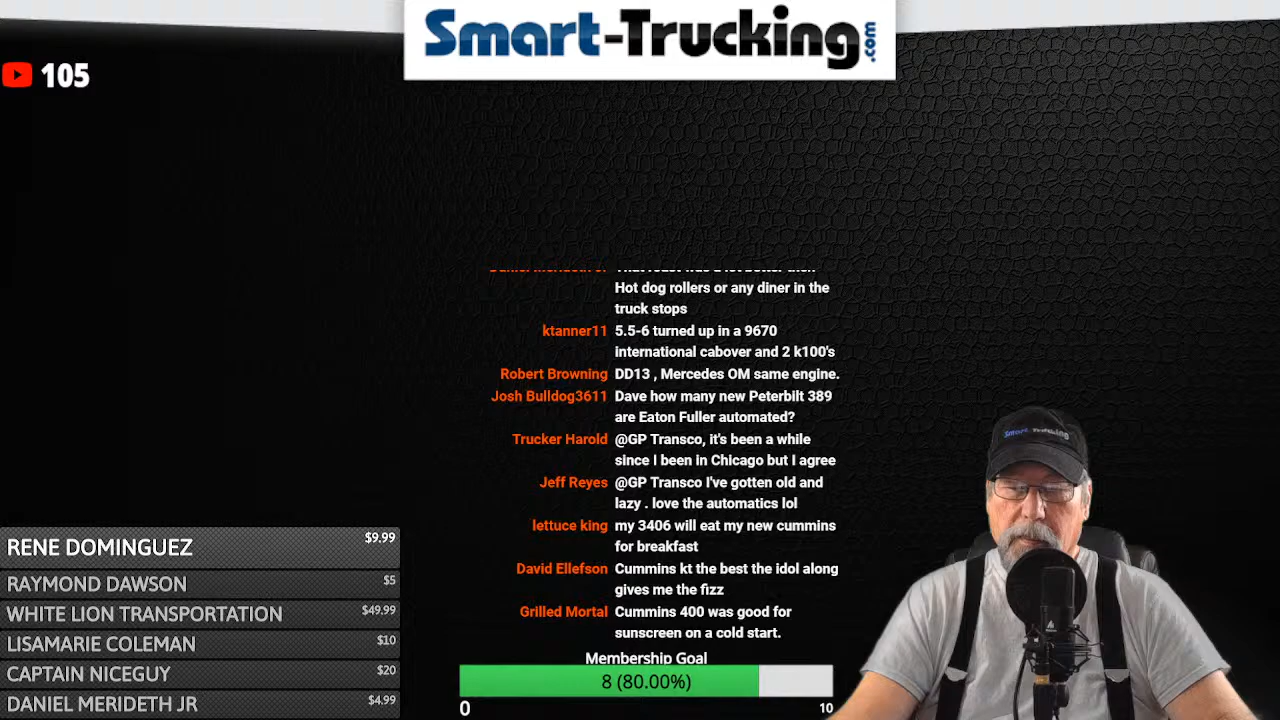 Smart-Trucking.com
105
Hot dog rollers or any diner in the
truck stops
ktanner11 5.5-6 turned up in a 9670
international cabover and 2 k100's
Robert Browning DD13 , Mercedes OM same engine.
Josh Bulldog3611 Dave how many new Peterbilt 389
are Eaton Fuller automated?
Trucker Harold @GP Transco, it's been a while
since I been in Chicago but I agree
Jeff Reyes @GP Transco I've gotten old and
lazy . love the automatics lol
lettuce king my 3406 will eat my new cummins
for breakfast
David Ellefson Cummins kt the best the idol along
gives me the fizz
Grilled Mortal Cummins 400 was good for
sunscreen on a cold start.
Membership Goal
8 (80.00%)
0 10
RENE DOMINGUEZ $9.99
RAYMOND DAWSON $5
WHITE LION TRANSPORTATION $49.99
LISAMARIE COLEMAN $10
CAPTAIN NICEGUY $20
DANIEL MERIDETH JR $4.99
Smart-Trucking